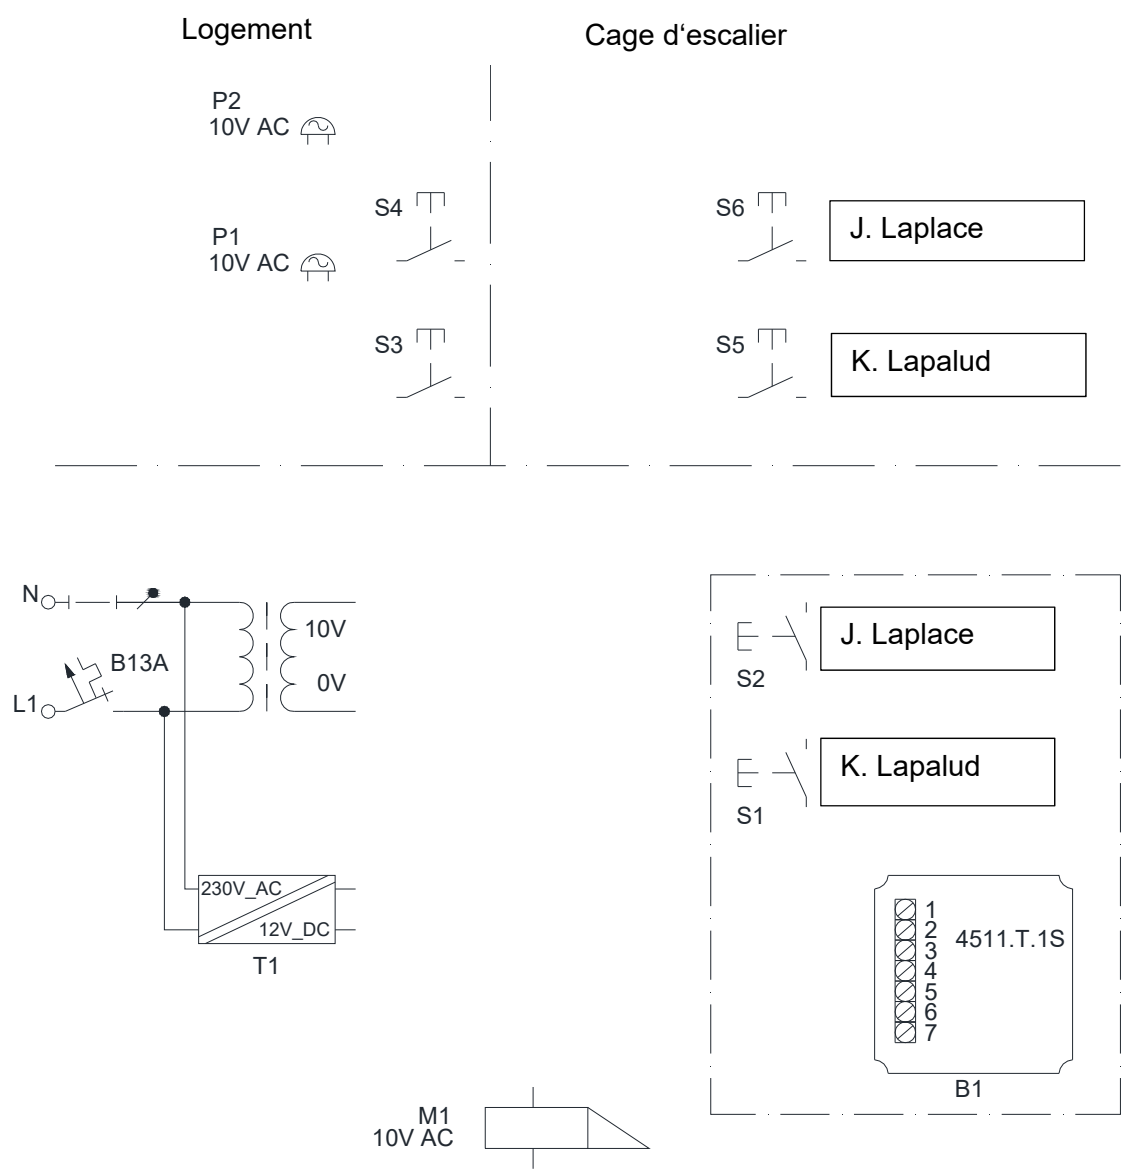 Logement
Cage d‘escalier
P2
10V AC
S4
S6
J. Laplace
P1
10V AC
S3
S5
K. Lapalud
N
10V
B13A
0V
L1
J. Laplace
S2
K. Lapalud
S1
230V_AC
12V_DC
T1
1
2
3
4
5
6
7
4511.T.1S
B1
M1
10V AC